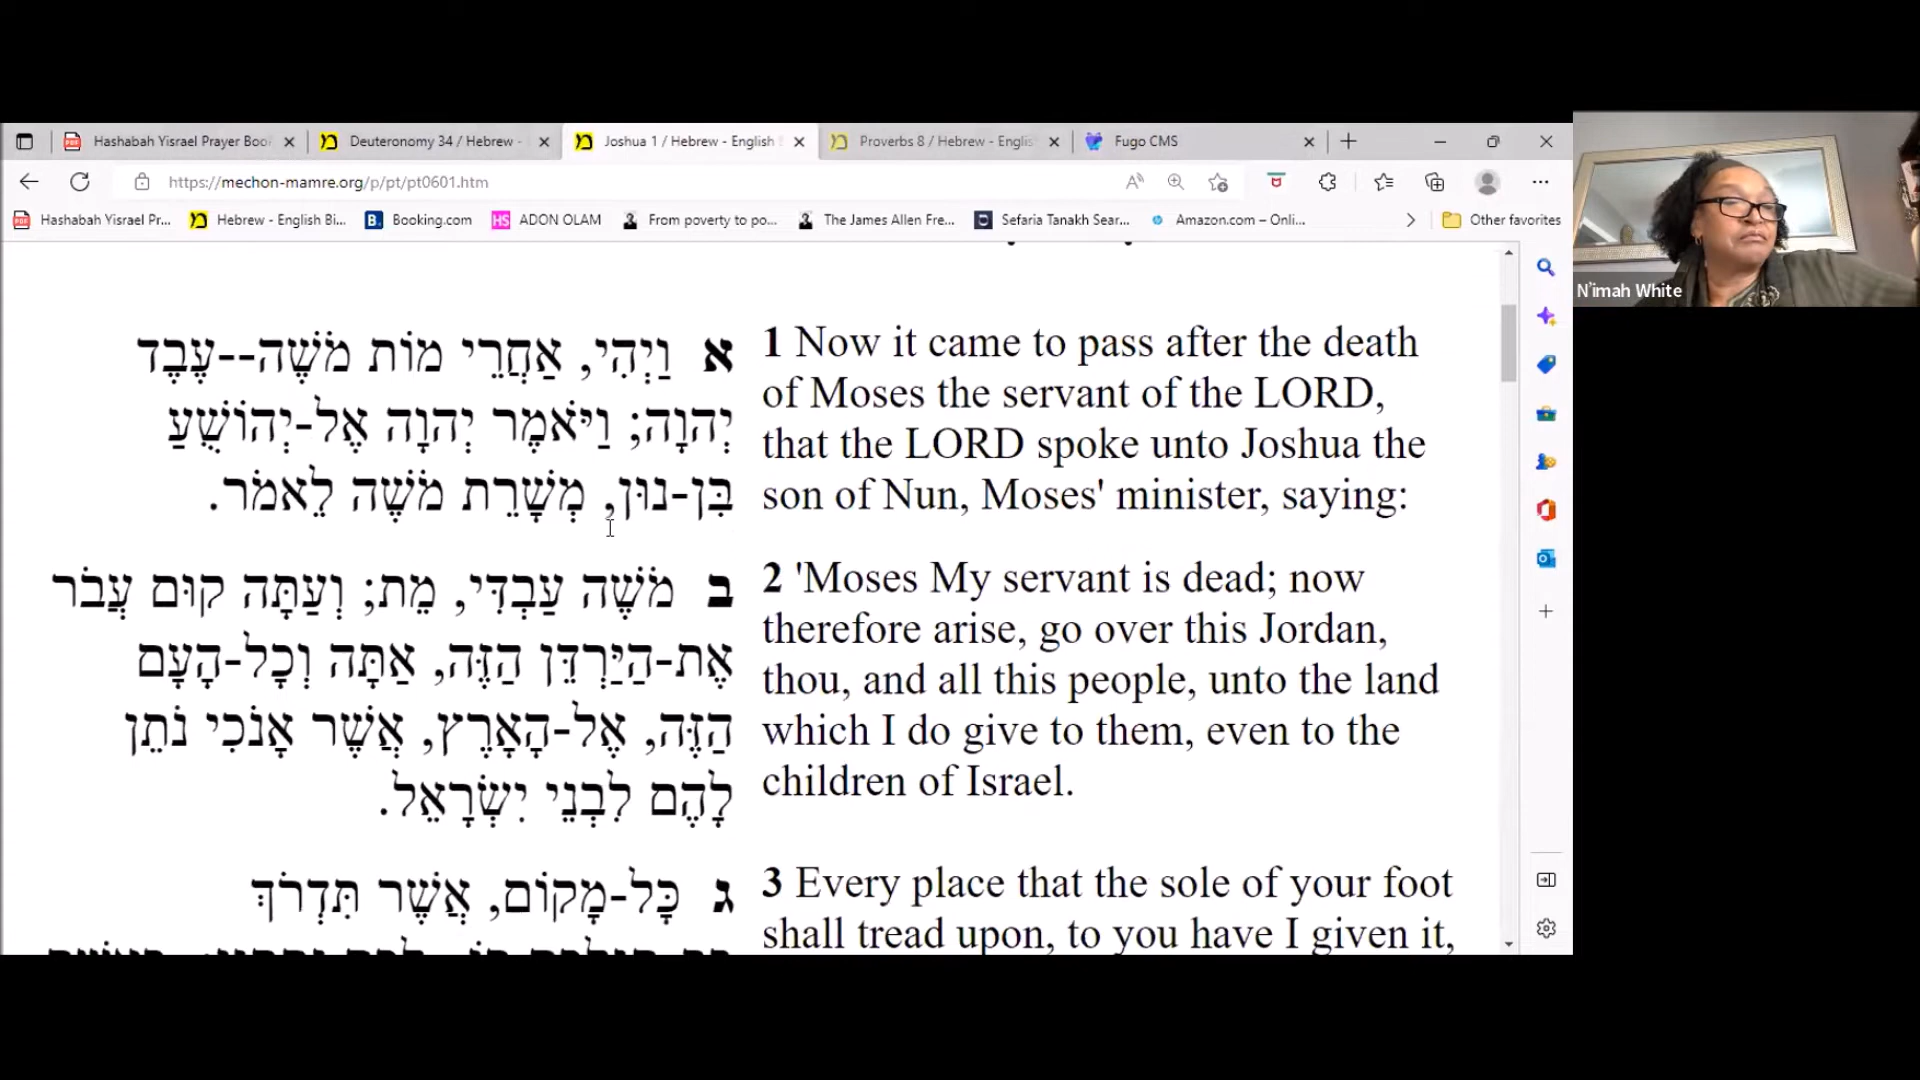 Hashabah Yisrael Prayer Book
Deuteronomy 34 / Hebrew -
Joshua 1 / Hebrew - English
Proverbs 8 / Hebrew - Englis
Fugo CMS
https://mechon-mamre.org/p/pt/pt0601.htm
Hashabah Yisrael Pr...
Hebrew - English Bi...
Booking.com
HS ADON OLAM
From poverty to po...
The James Allen Fre...
Sefaria Tanakh Sear...
Amazon.com – Onli...
Other favorites
N'imah White
א וַיְהִי, אַחֲרֵי מוֹת מֹשֶׁה--עֶבֶד
יְהוָה; וַיֹּאמֶר יְהוָה אֶל-יְהוֹשֻׁעַ
בִּן-נוּן, מְשָׁרֵת מֹשֶׁה לֵאמֹר.
1 Now it came to pass after the death
of Moses the servant of the LORD,
that the LORD spoke unto Joshua the
son of Nun, Moses' minister, saying:
ב מֹשֶׁה עַבְדִּי, מֵת; וְעַתָּה קוּם עֲבֹר
אֶת-הַיַּרְדֵּן הַזֶּה, אַתָּה וְכָל-הָעָם
הַזֶּה, אֶל-הָאָרֶץ, אֲשֶׁר אָנֹכִי נֹתֵן
לָהֶם לִבְנֵי יִשְׂרָאֵל.
2 'Moses My servant is dead; now
therefore arise, go over this Jordan,
thou, and all this people, unto the land
which I do give to them, even to the
children of Israel.
ג כָּל-מָקוֹם, אֲשֶׁר תִּדְרֹךְ
3 Every place that the sole of your foot
shall tread upon, to you have I given it,